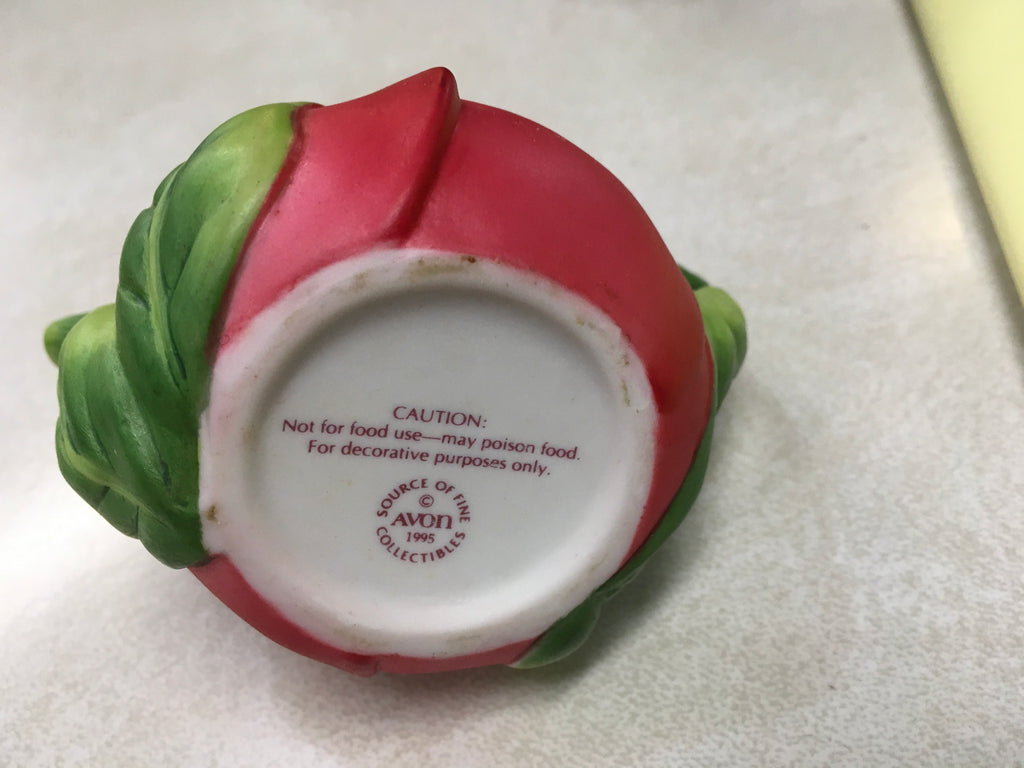 CAUTION:
Not for food use—may poison food.
For decorative purposes only.
SOURCE OF FINE
©
AVON
1995
COLLECTIBLES